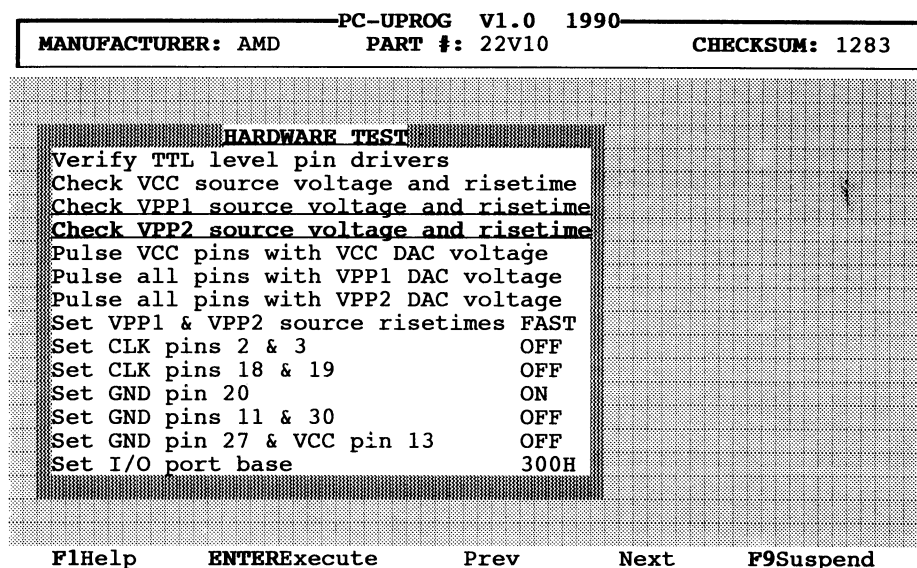 PC-UPROG V1.0 1990
MANUFACTURER: AMD PART #: 22V10 CHECKSUM: 1283
HARDWARE TEST
Verify TTL level pin drivers
Check VCC source voltage and risetime
Check VPP1 source voltage and risetime
Check VPP2 source voltage and risetime
Pulse VCC pins with VCC DAC voltage
Pulse all pins with VPP1 DAC voltage
Pulse all pins with VPP2 DAC voltage
Set VPP1 & VPP2 source risetimes FAST
Set CLK pins 2 & 3 OFF
Set CLK pins 18 & 19 OFF
Set GND pin 20 ON
Set GND pins 11 & 30 OFF
Set GND pin 27 & VCC pin 13 OFF
Set I/O port base 300H
F1Help ENTERExecute Prev Next F9Suspend